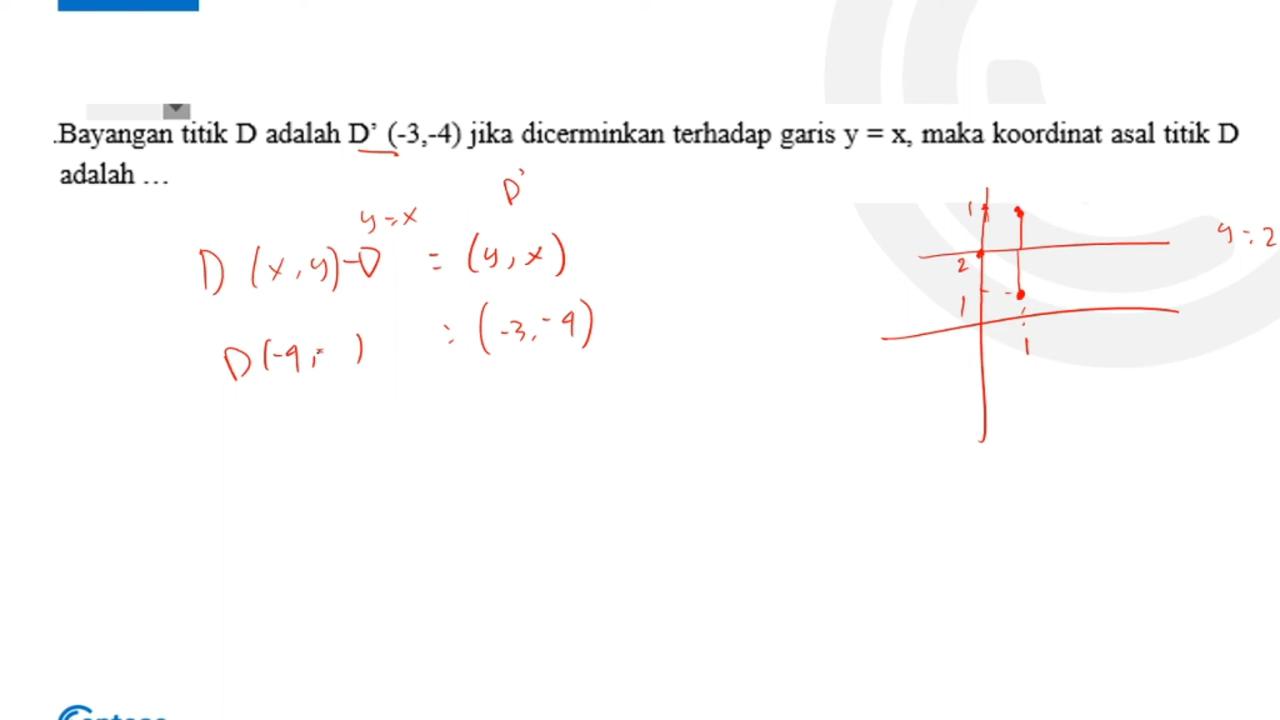 .Bayangan titik D adalah D' (-3,-4) jika dicerminkan terhadap garis y = x, maka koordinat asal titik D
adalah …
D'
y = x
D (x, y) → = (y, x)
: (-3, -4)
D (-4, - )
1
y = 2
2
1
1